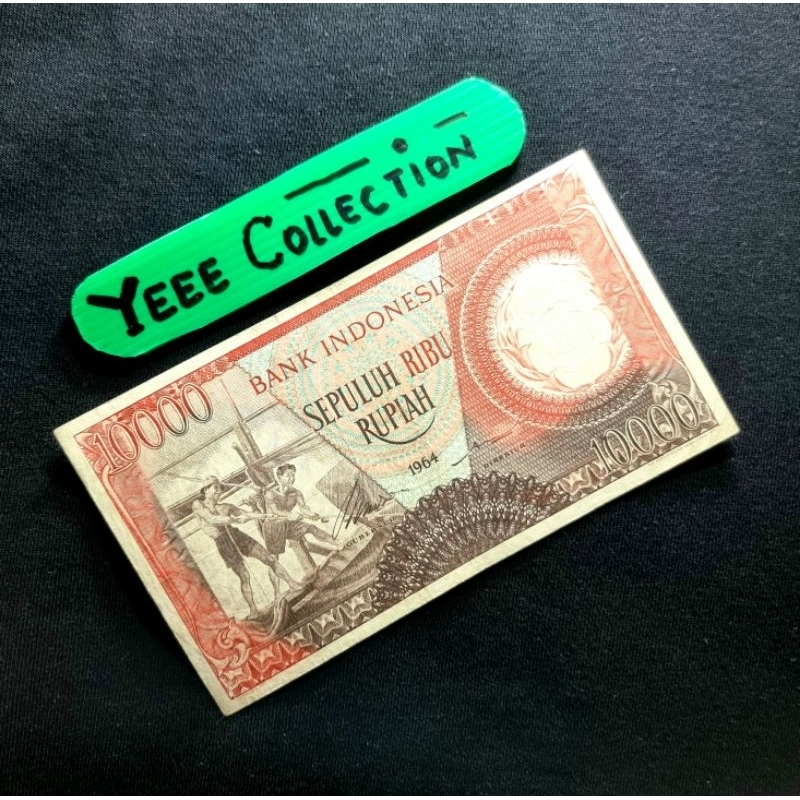 YEEE COLLECTION
BANK INDONESIA
SEPULUH RIBU
RUPIAH
10000
1964
10000